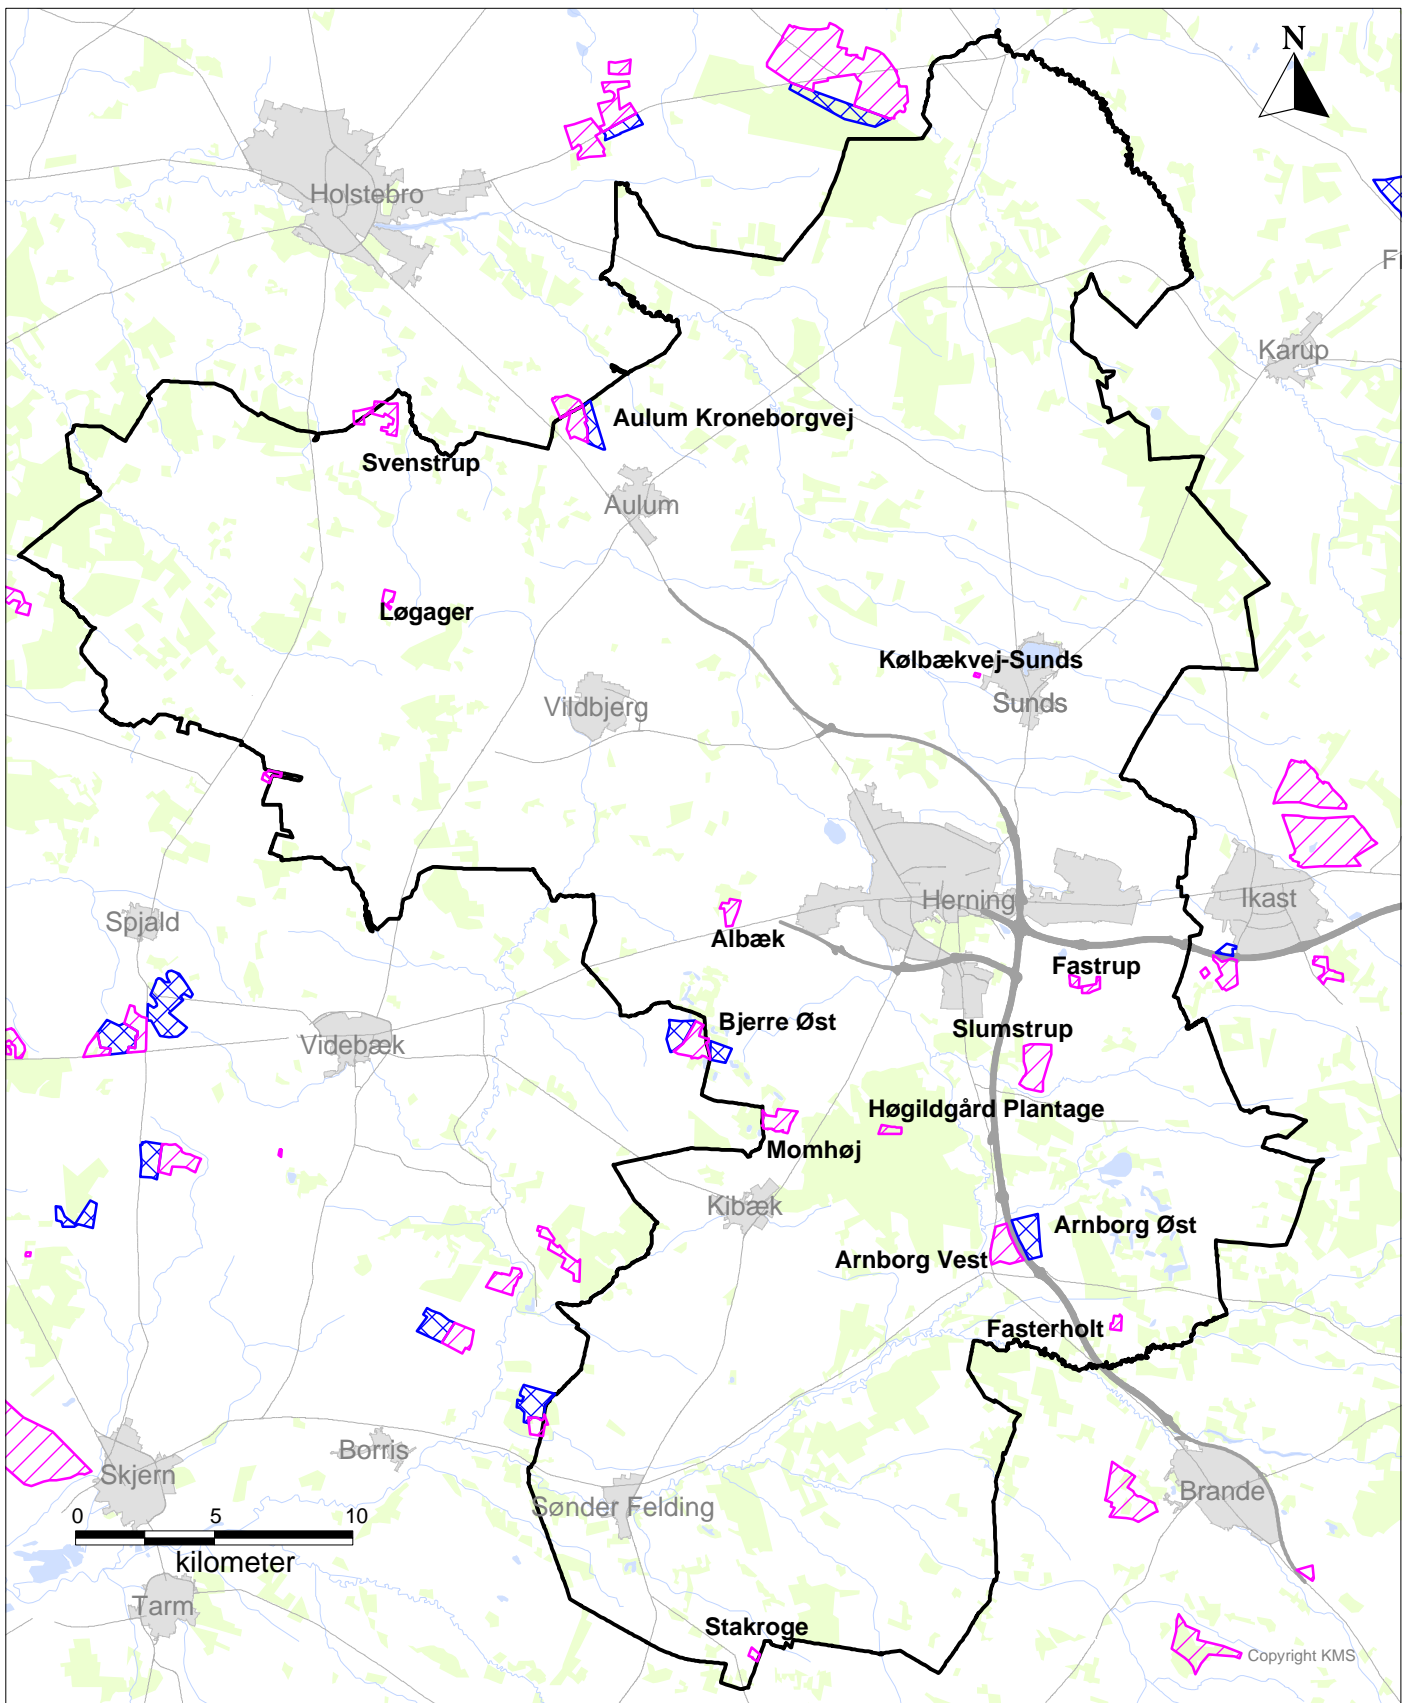 N
Holstebro
Fr
Karup
Aulum Kroneborgvej
Svenstrup
Aulum
Løgager
Kølbækvej-Sunds
Sunds
Vildbjerg
Herning
Ikast
Spjald
Albæk
Fastrup
Bjerre Øst
Slumstrup
Videbæk
Høgildgård Plantage
Momhøj
Kibæk
Arnborg Øst
Arnborg Vest
Fasterholt
Borris
Skjern
Brande
Sønder Felding
0 5 10
kilometer
Tarm
Stakroge
Copyright KMS